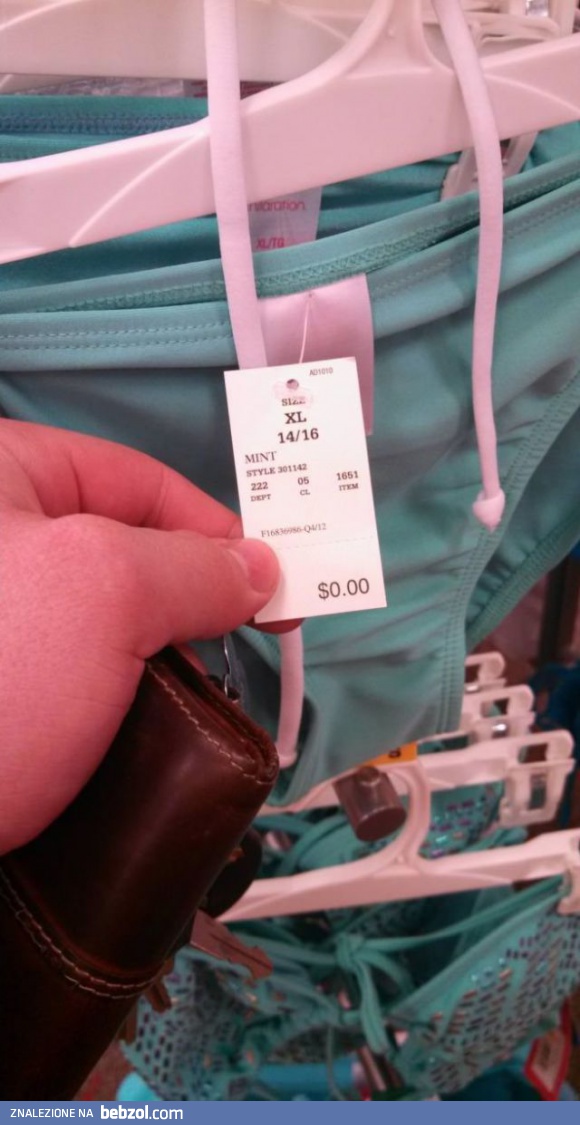 XL/TG
A01010
SIZE
XL
14/16
MINT
STYLE 301142
222 05 1651
DEPT CL ITEM
F16836986-Q4/12
$0.00
ZNALEZIONE NA bebzol.com